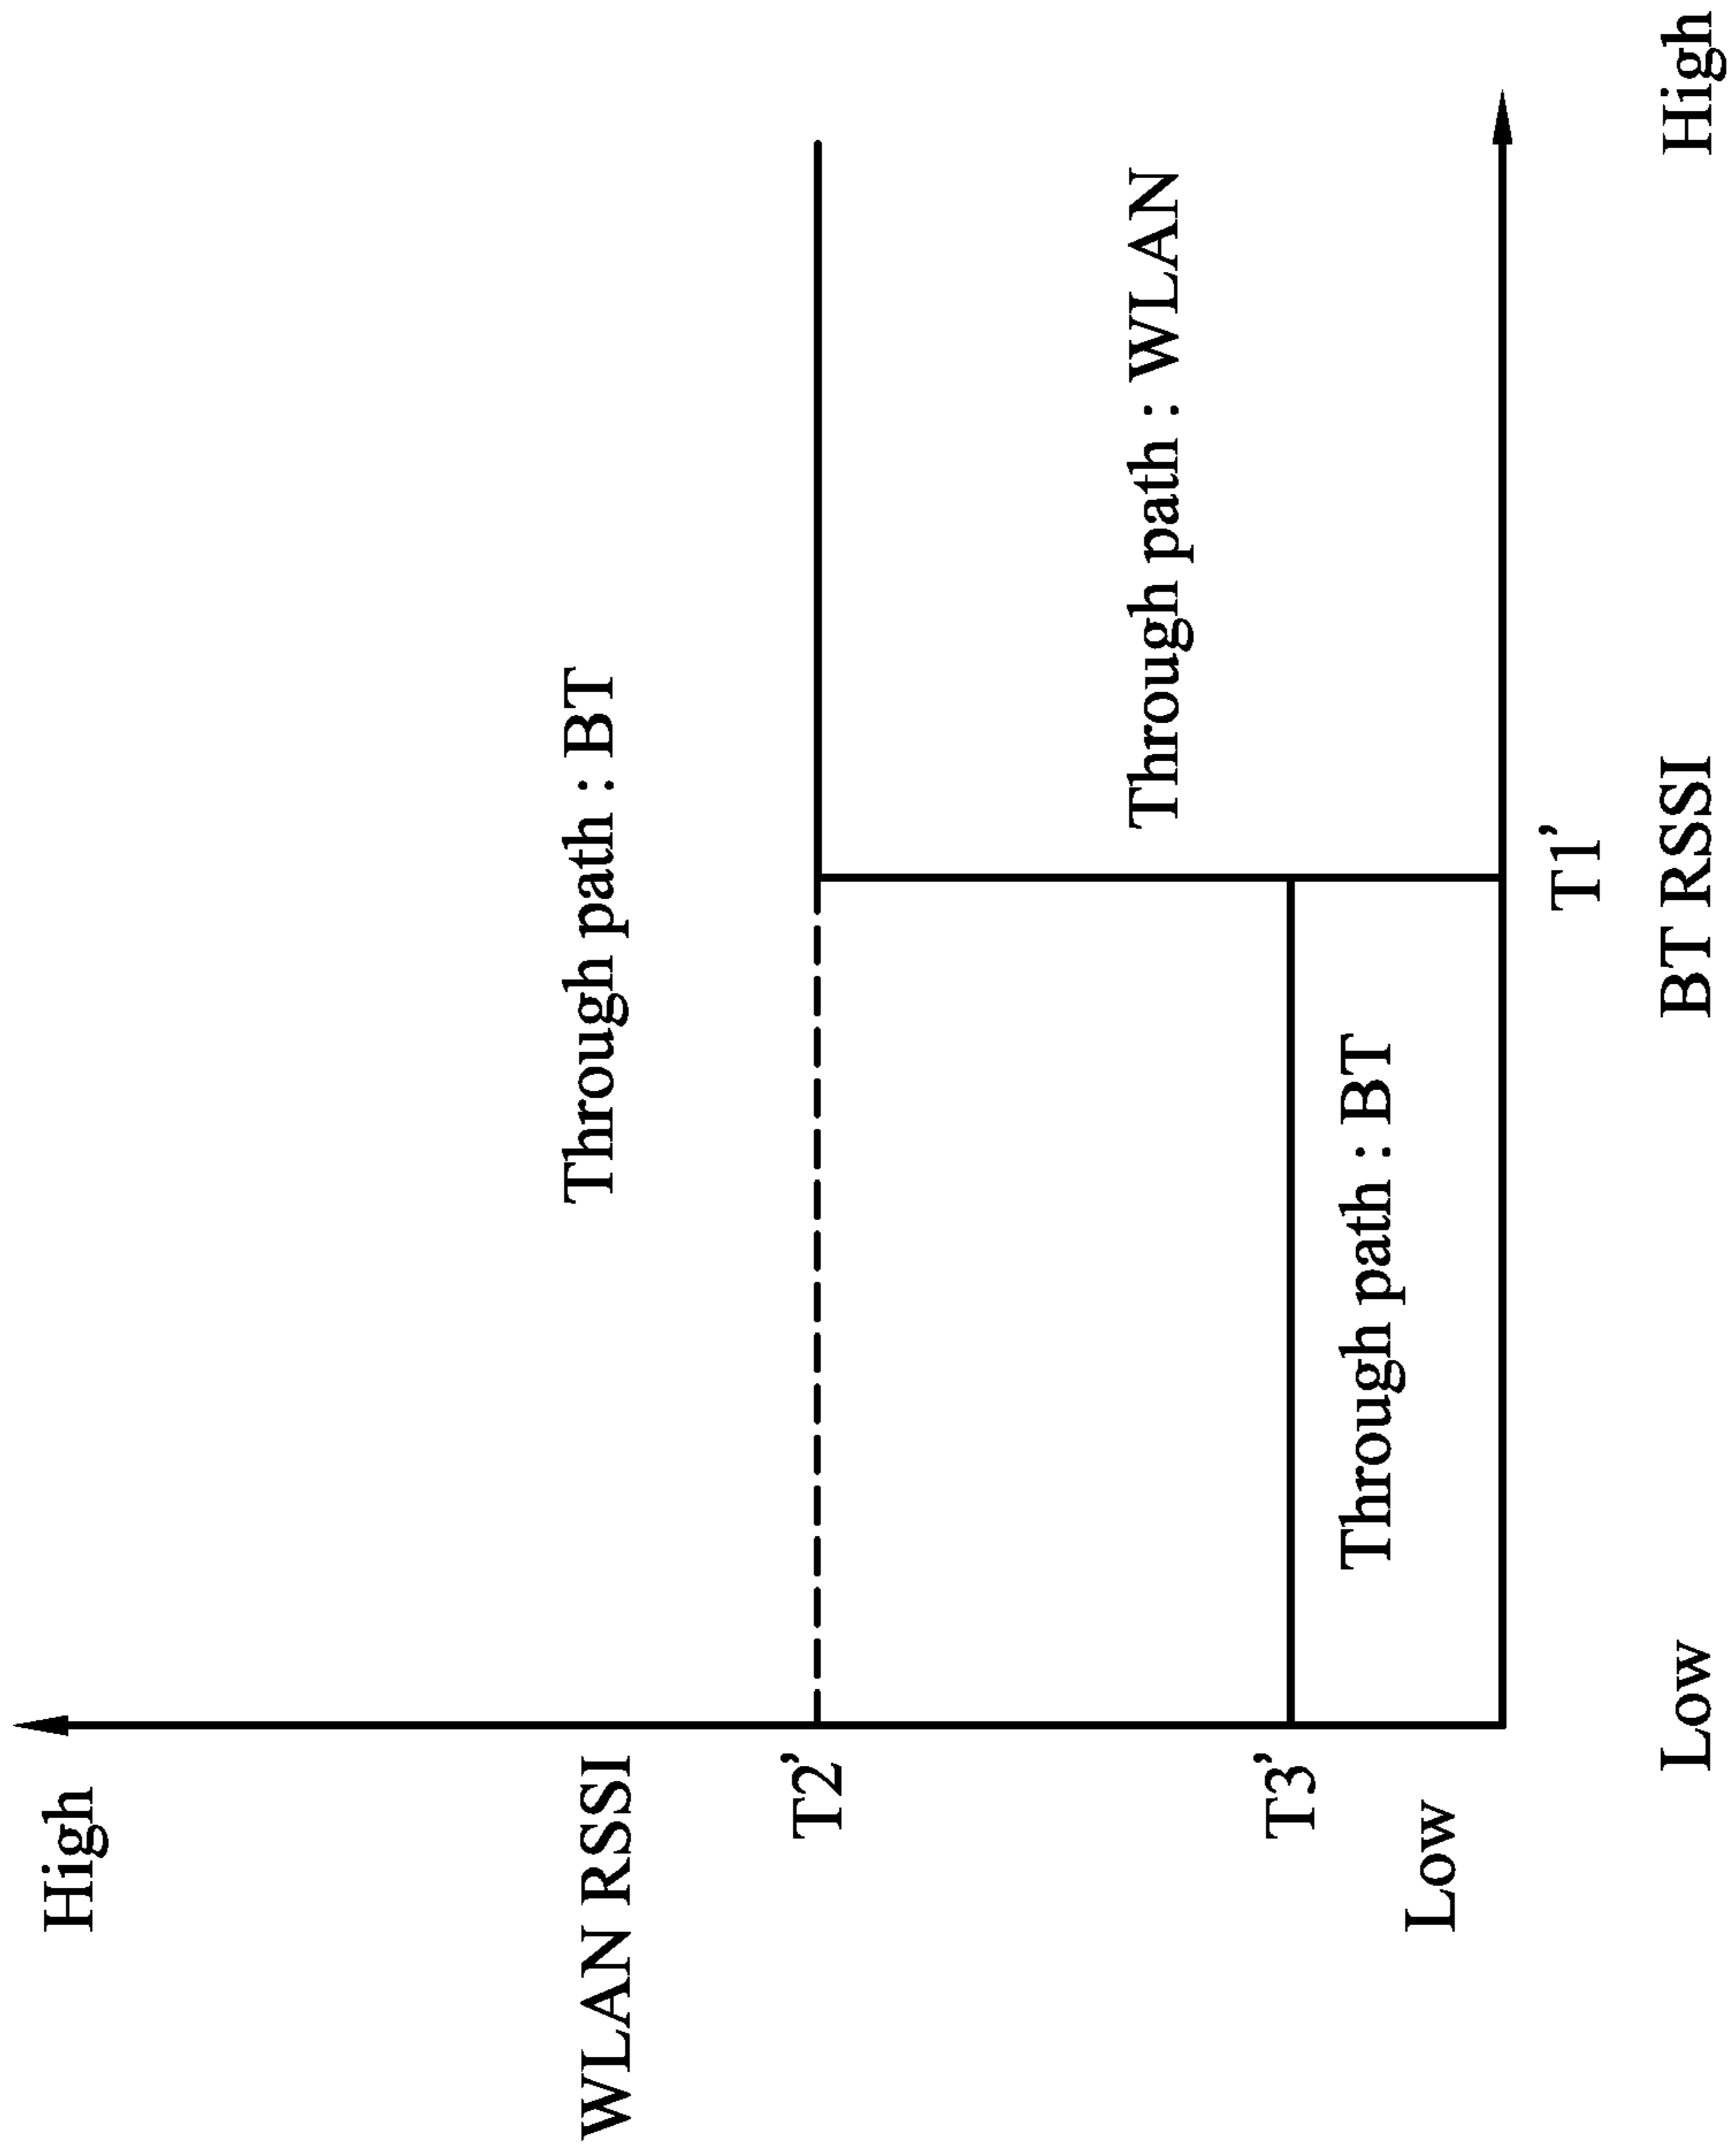 High
WLAN RSSI
T2’
T3’
Low
Through path : BT
Through path : WLAN
Through path : BT
T1’
Low
BT RSSI
High